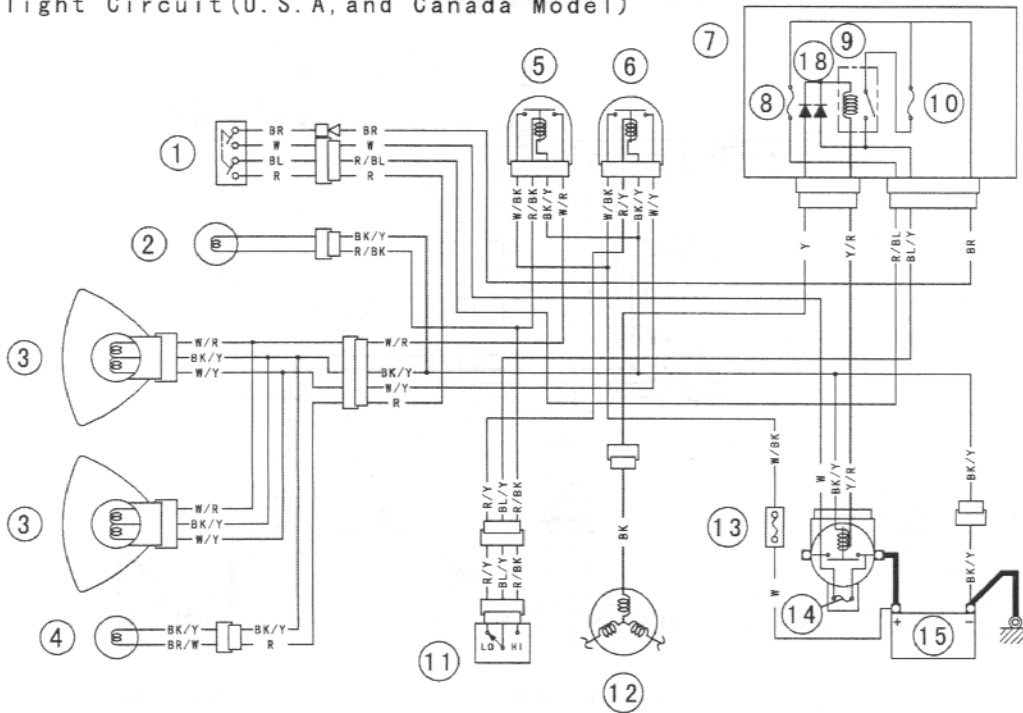 light Circuit(U.S.A,and Canada Model)
5
6
7
9
18
8
10
1
BR BR
W W
BL R/BL
R R
W/BK R/BK BK/Y W/R
W/BK R/Y BK/Y W/Y
2
BK/Y
R/BK
Y Y/R R/BL BL/Y BR
3
W/R W/R
BK/Y BK/Y
W/Y W/Y
R
W/BK
W BK/Y Y/R
BK/Y
R/Y BL/Y R/BK
3
W/R
BK/Y
W/Y
13
BK
R/Y BL/Y R/BK
W
BK/Y
14
+ -
15
4
BK/Y BK/Y
BR/W R
11
LO HI
12